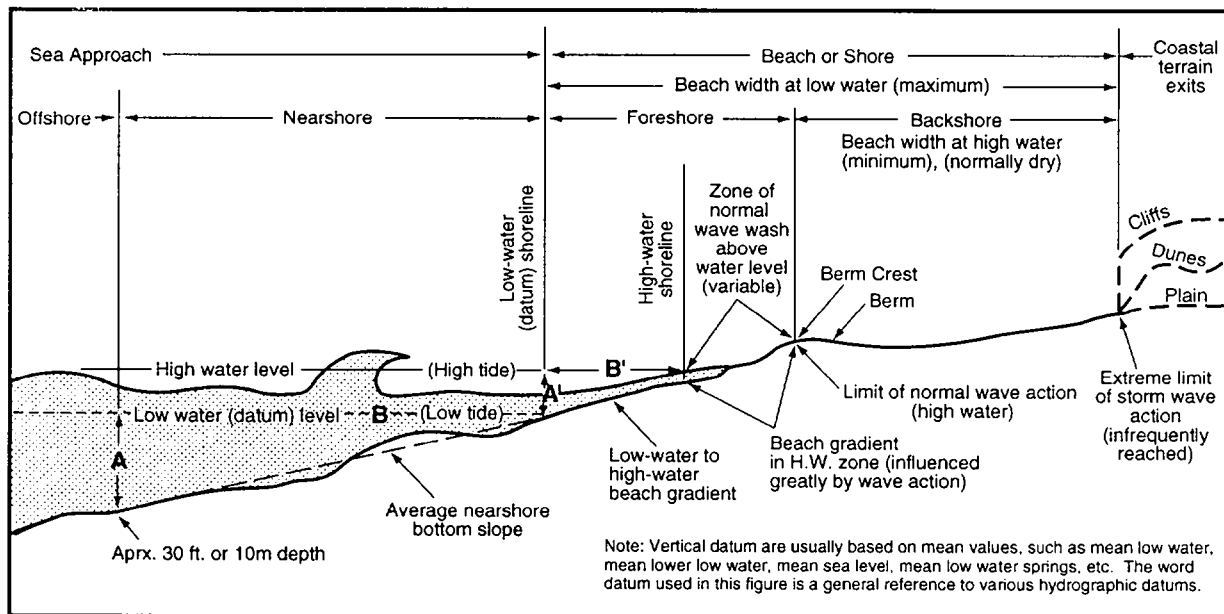 Sea Approach
Beach or Shore
Coastal
terrain
exits
Beach width at low water (maximum)
Offshore
Nearshore
Foreshore
Backshore
Beach width at high water
(minimum), (normally dry)
Low-water
(datum) shoreline
High-water
shoreline
Zone of
normal
wave wash
above
water level
(variable)
Berm Crest
Berm
Cliffs
Dunes
Plain
High water level
(High tide)
B'
A'
Low water (datum) level
B
(Low tide)
A
Limit of normal wave action
(high water)
Extreme limit
of storm wave
action
(infrequently
reached)
Low-water to
high-water
beach gradient
Beach gradient
in H.W. zone (influenced
greatly by wave action)
Average nearshore
bottom slope
Aprx. 30 ft. or 10m depth
Note: Vertical datum are usually based on mean values, such as mean low water,
mean lower low water, mean sea level, mean low water springs, etc. The word
datum used in this figure is a general reference to various hydrographic datums.